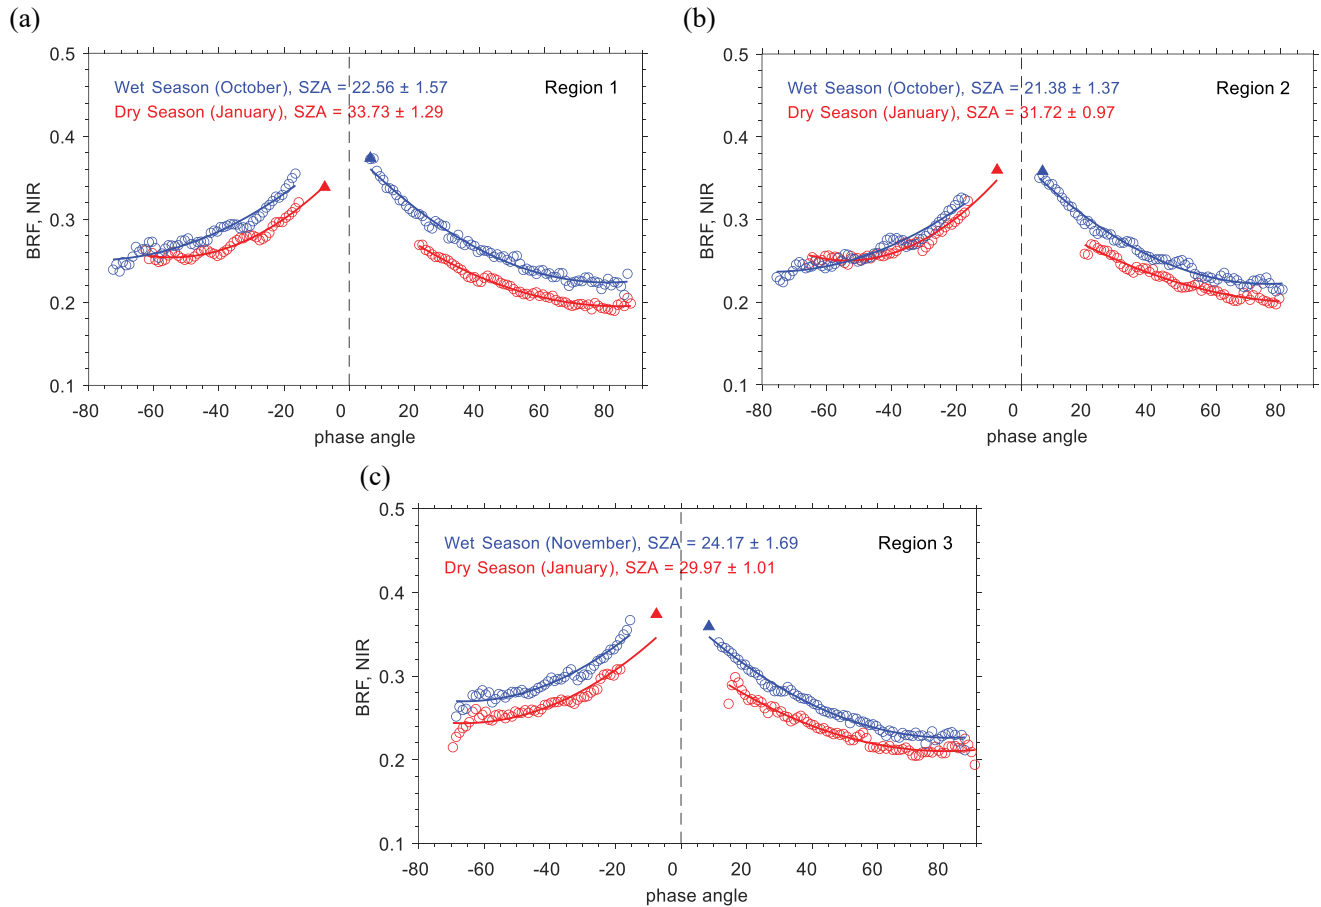 (a)
0.5
0.4
0.3
0.2
0.1
BRF, NIR
Wet Season (October), SZA = 22.56 ± 1.57
Dry Season (January), SZA = 33.73 ± 1.29
Region 1
-80 -60 -40 -20 0 20 40 60 80
phase angle
(b)
0.5
0.4
0.3
0.2
0.1
BRF, NIR
Wet Season (October), SZA = 21.38 ± 1.37
Dry Season (January), SZA = 31.72 ± 0.97
Region 2
-80 -60 -40 -20 0 20 40 60 80
phase angle
(c)
0.5
0.4
0.3
0.2
0.1
BRF, NIR
Wet Season (November), SZA = 24.17 ± 1.69
Dry Season (January), SZA = 29.97 ± 1.01
Region 3
-80 -60 -40 -20 0 20 40 60 80
phase angle